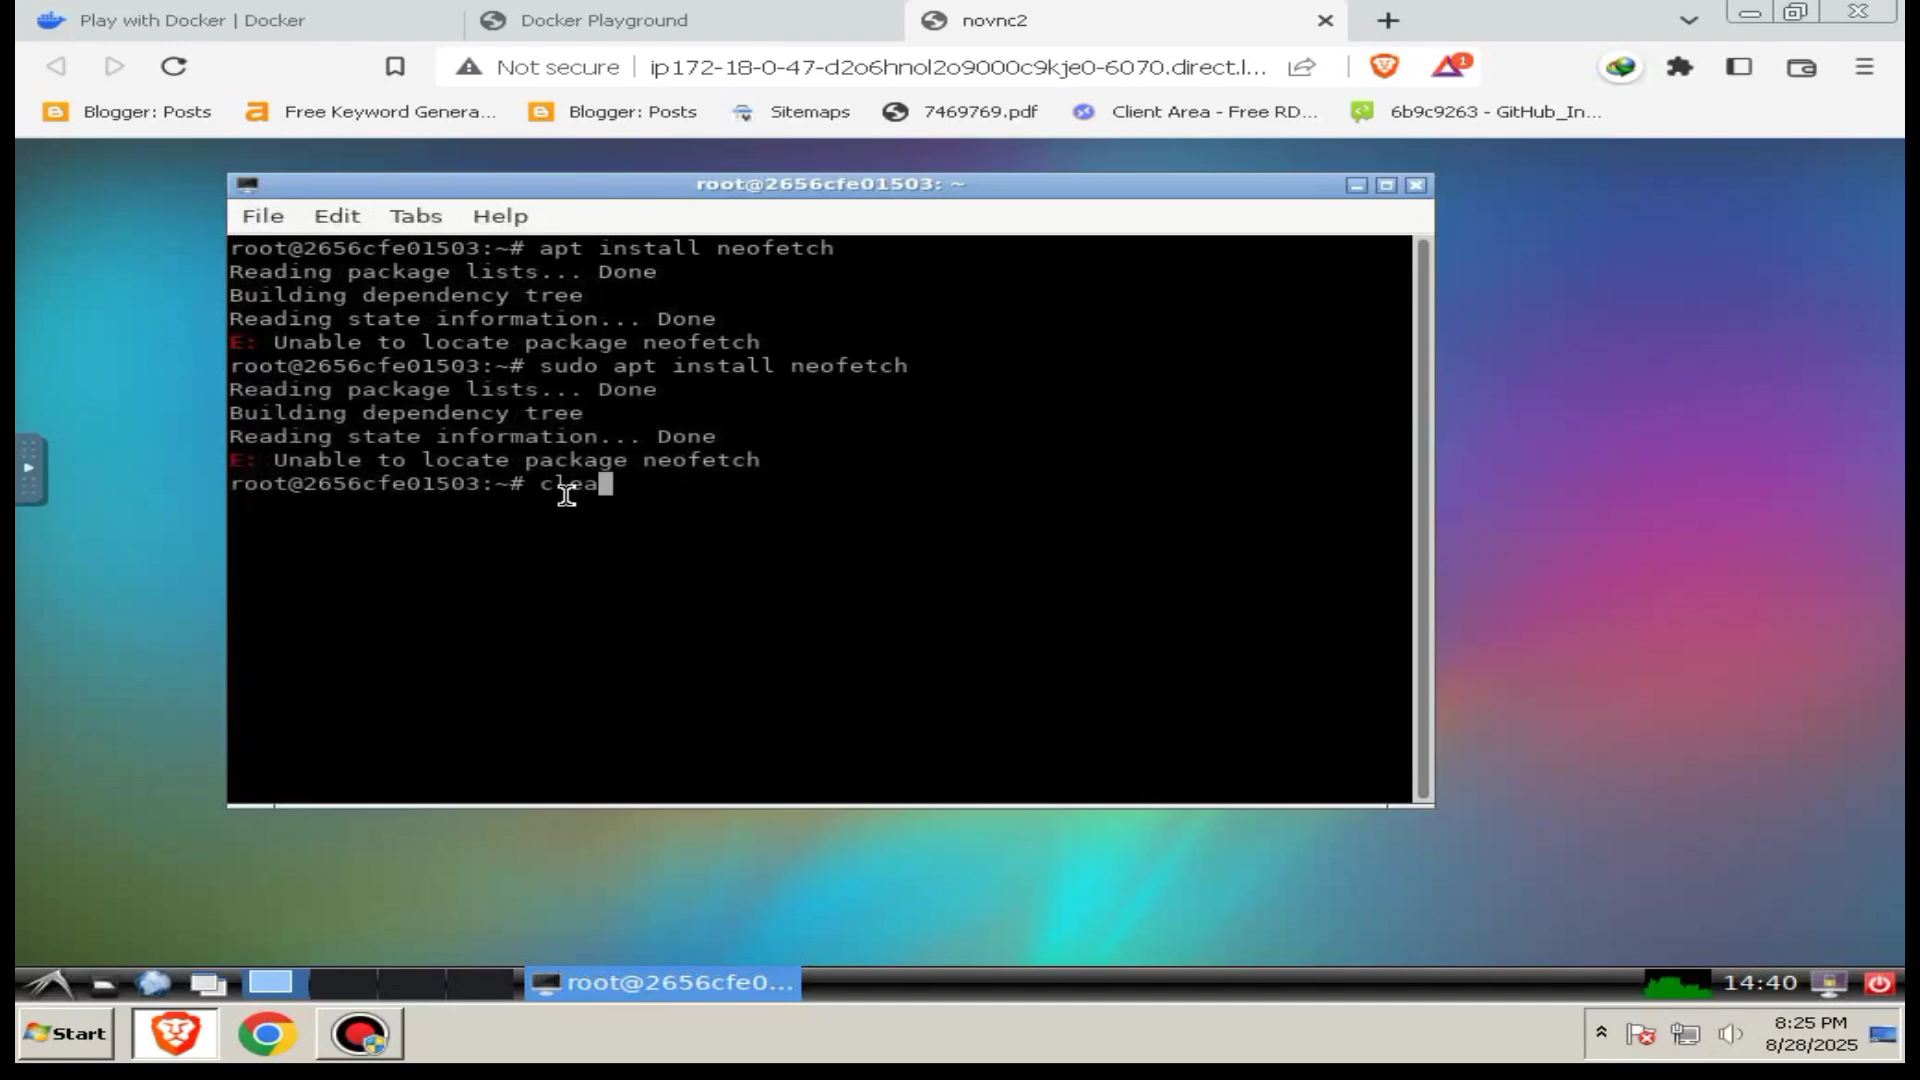 Play with Docker | Docker
Docker Playground
novnc2
Not secure
ip172-18-0-47-d2o6hnol2o9000c9kje0-6070.direct.l...
1
Blogger: Posts
Free Keyword Genera...
Blogger: Posts
Sitemaps
7469769.pdf
Client Area - Free RD...
6b9c9263 - GitHub_In...
root@2656cfe01503: ~
File Edit Tabs Help
root@2656cfe01503:~# apt install neofetch
Reading package lists... Done
Building dependency tree
Reading state information... Done
E: Unable to locate package neofetch
root@2656cfe01503:~# sudo apt install neofetch
Reading package lists... Done
Building dependency tree
Reading state information... Done
E: Unable to locate package neofetch
root@2656cfe01503:~# clea
root@2656cfe0...
14:40
Start
8:25 PM
8/28/2025